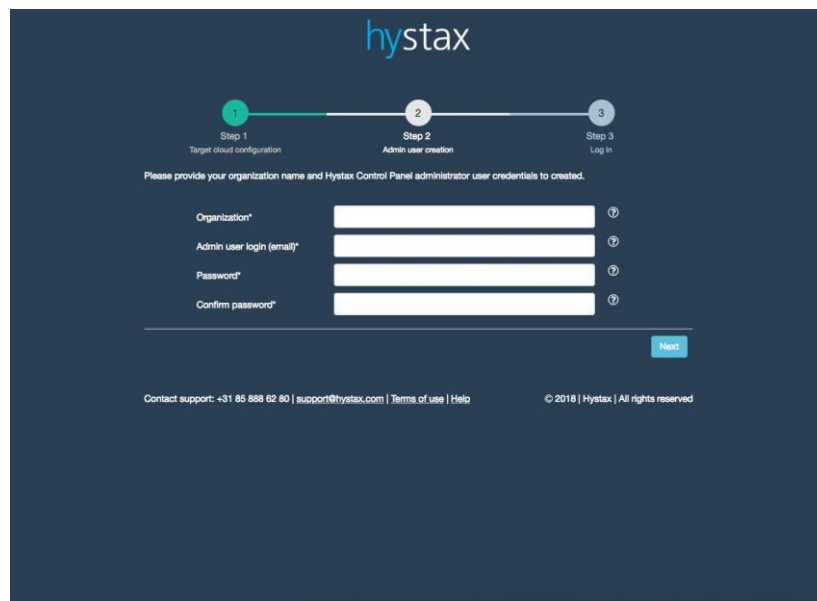 hystax
1 2 3
Step 1 Step 2 Step 3
Target cloud configuration Admin user creation Log in
Please provide your organization name and Hystax Control Panel administrator user credentials to created.
Organization*
Admin user login (email)*
Password*
Confirm password*
Next
Contact support: +31 85 888 62 80 | support@hystax.com | Terms of use | Help © 2018 | Hystax | All rights reserved